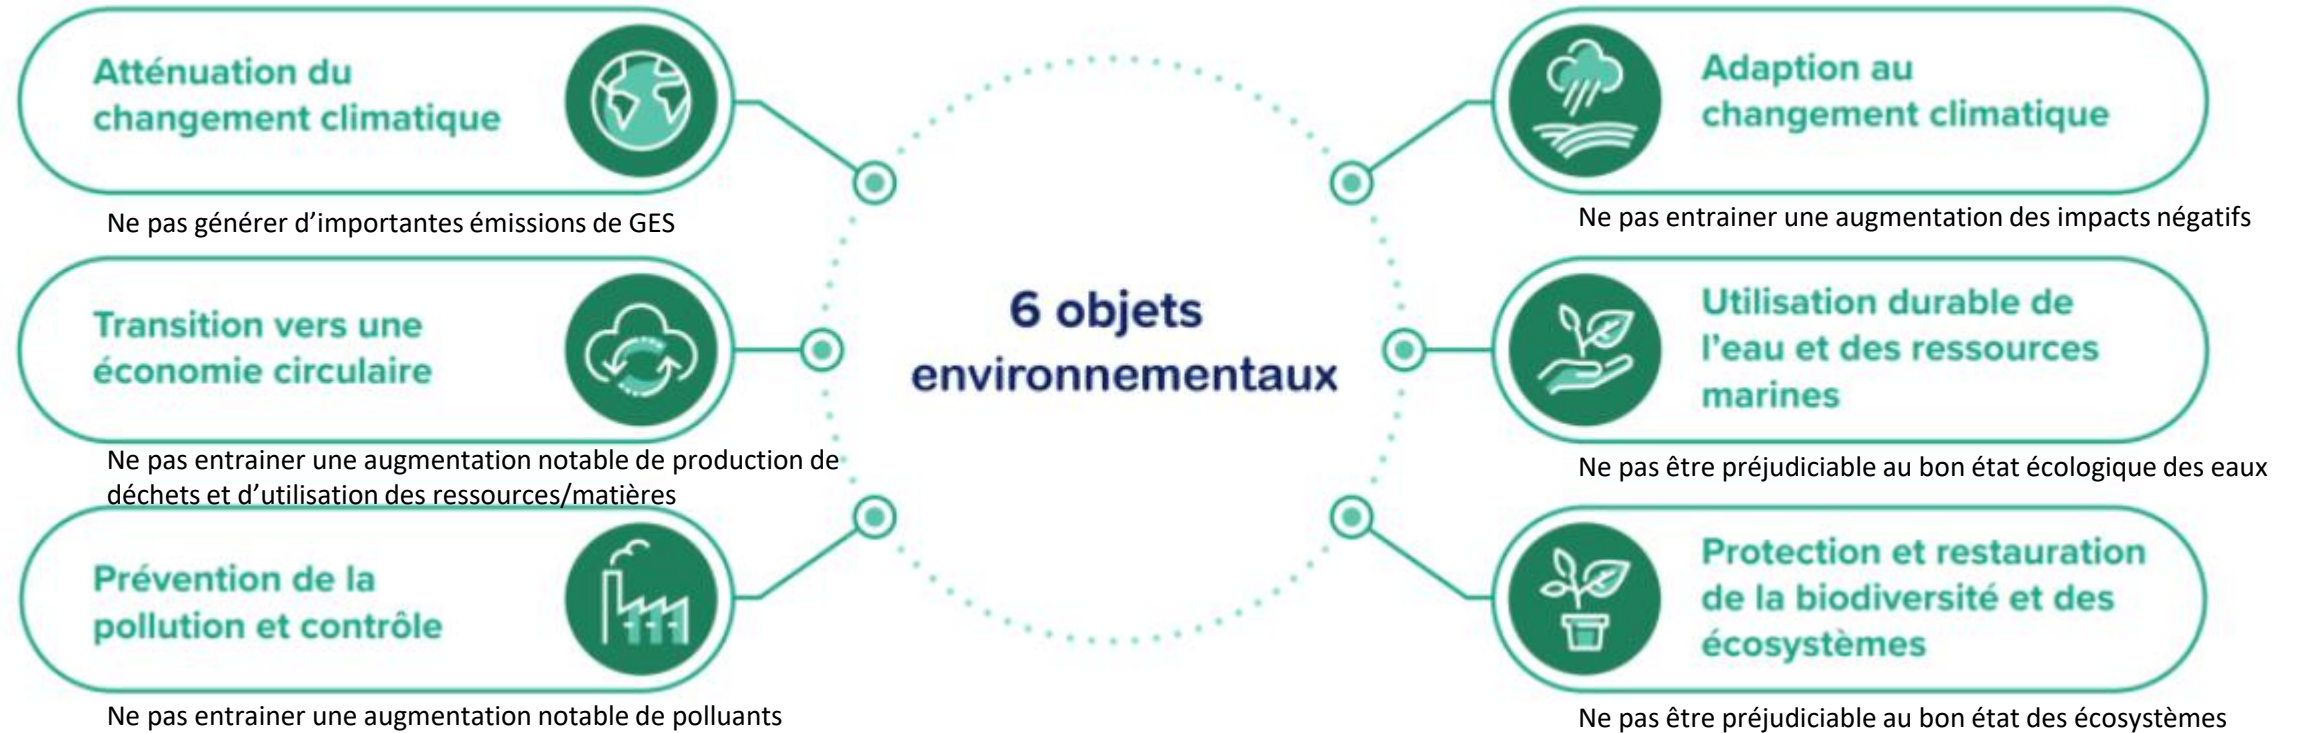 Atténuation du
changement climatique
Ne pas générer d’importantes émissions de GES
Transition vers une
économie circulaire
Ne pas entrainer une augmentation notable de production de
déchets et d’utilisation des ressources/matières
Prévention de la
pollution et contrôle
Ne pas entrainer une augmentation notable de polluants
6 objets
environnementaux
Adaption au
changement climatique
Ne pas entrainer une augmentation des impacts négatifs
Utilisation durable de
l’eau et des ressources
marines
Ne pas être préjudiciable au bon état écologique des eaux
Protection et restauration
de la biodiversité et des
écosystèmes
Ne pas être préjudiciable au bon état des écosystèmes